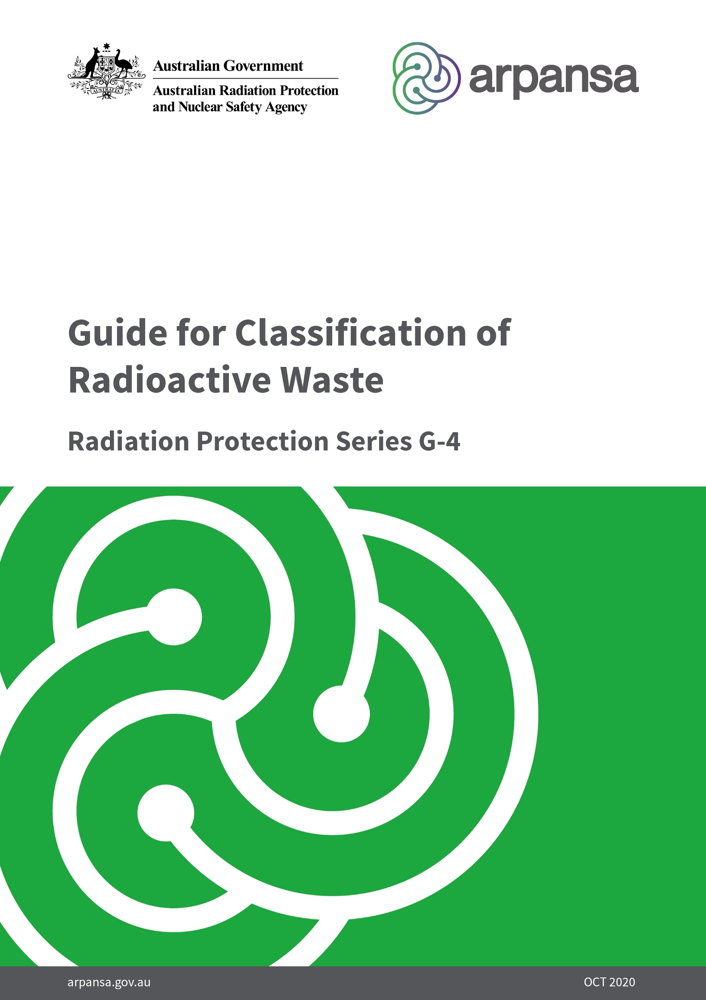 AUSTRALIA
Australian Government
Australian Radiation Protection
and Nuclear Safety Agency
arpansa
Guide for Classification of
Radioactive Waste
Radiation Protection Series G-4
arpansa.gov.au
OCT 2020